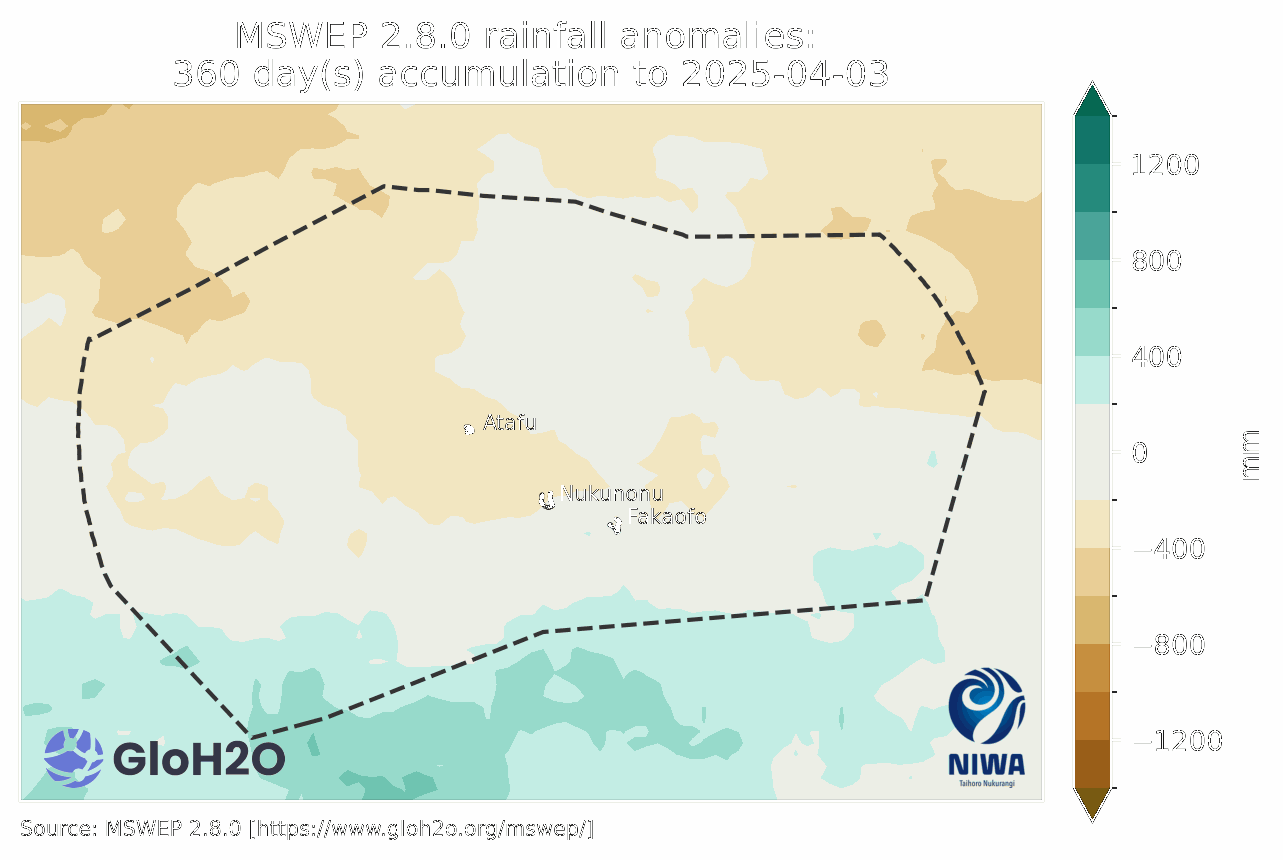 MSWEP 2.8.0 rainfall anomalies:
360 day(s) accumulation to 2025-04-03
1200
800
400
0
−400
−800
−1200
mm
Atafu
Nukunonu
Fakaofo
GloH2O
NIWA
Taihoro Nukurangi
Source: MSWEP 2.8.0 [https://www.gloh2o.org/mswep/]